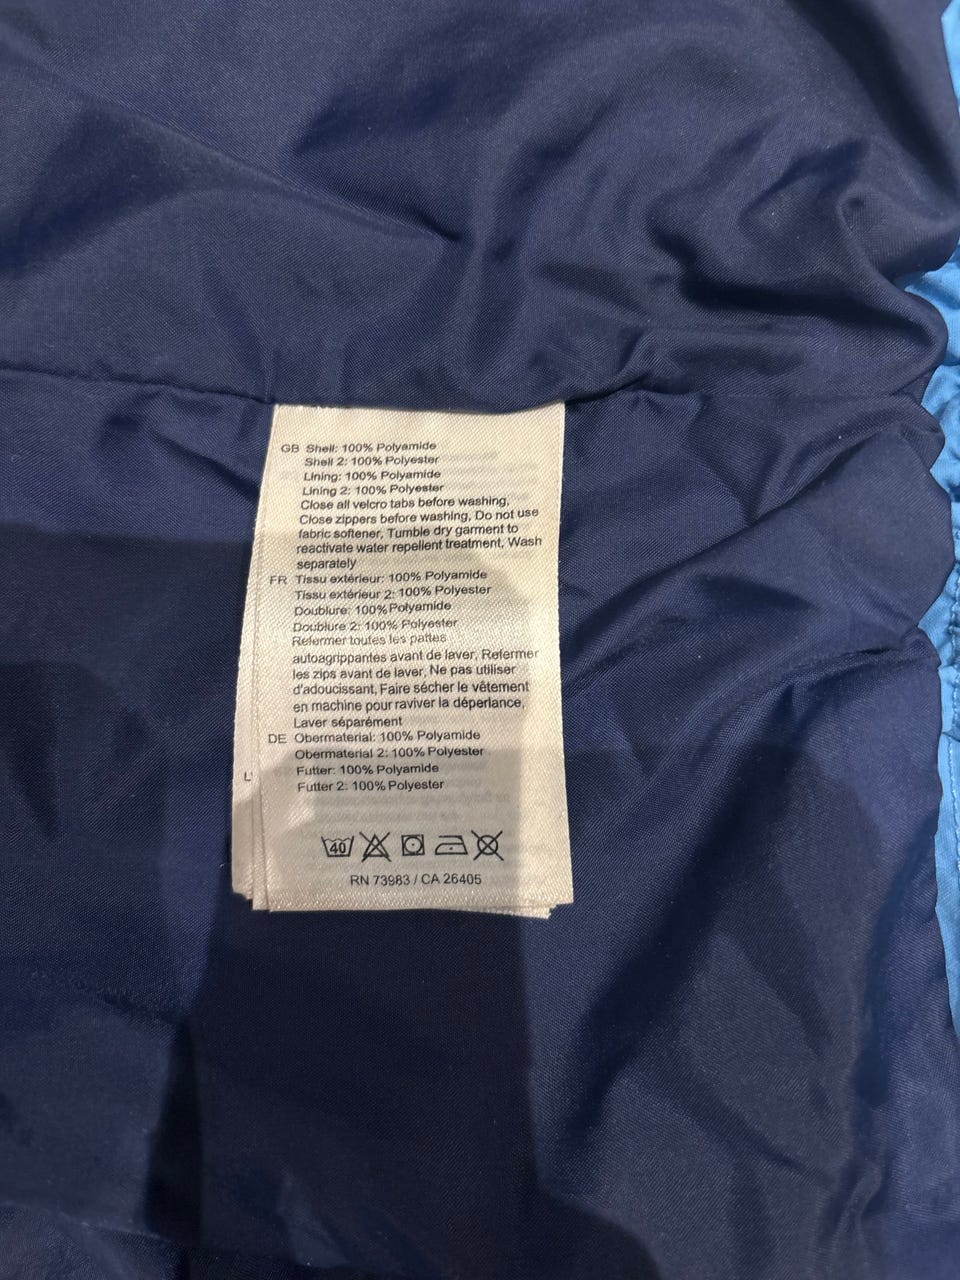 GB Shell: 100% Polyamide
Shell 2: 100% Polyester
Lining: 100% Polyamide
Lining 2: 100% Polyester
Close all velcro tabs before washing,
Close zippers before washing, Do not use
fabric softener, Tumble dry garment to
reactivate water repellent treatment, Wash
separately
FR Tissu extérieur: 100% Polyamide
Tissu extérieur 2: 100% Polyester
Doublure: 100% Polyamide
Doublure 2: 100% Polyester
Refermer toutes les pattes
autoagrippantes avant de laver, Refermer
les zips avant de laver, Ne pas utiliser
d'adoucissant, Faire sécher le vêtement
en machine pour raviver la déperlance,
Laver séparément
DE Obermaterial: 100% Polyamide
Obermaterial 2: 100% Polyester
Futter: 100% Polyamide
Futter 2: 100% Polyester
40
RN 73983 / CA 26405